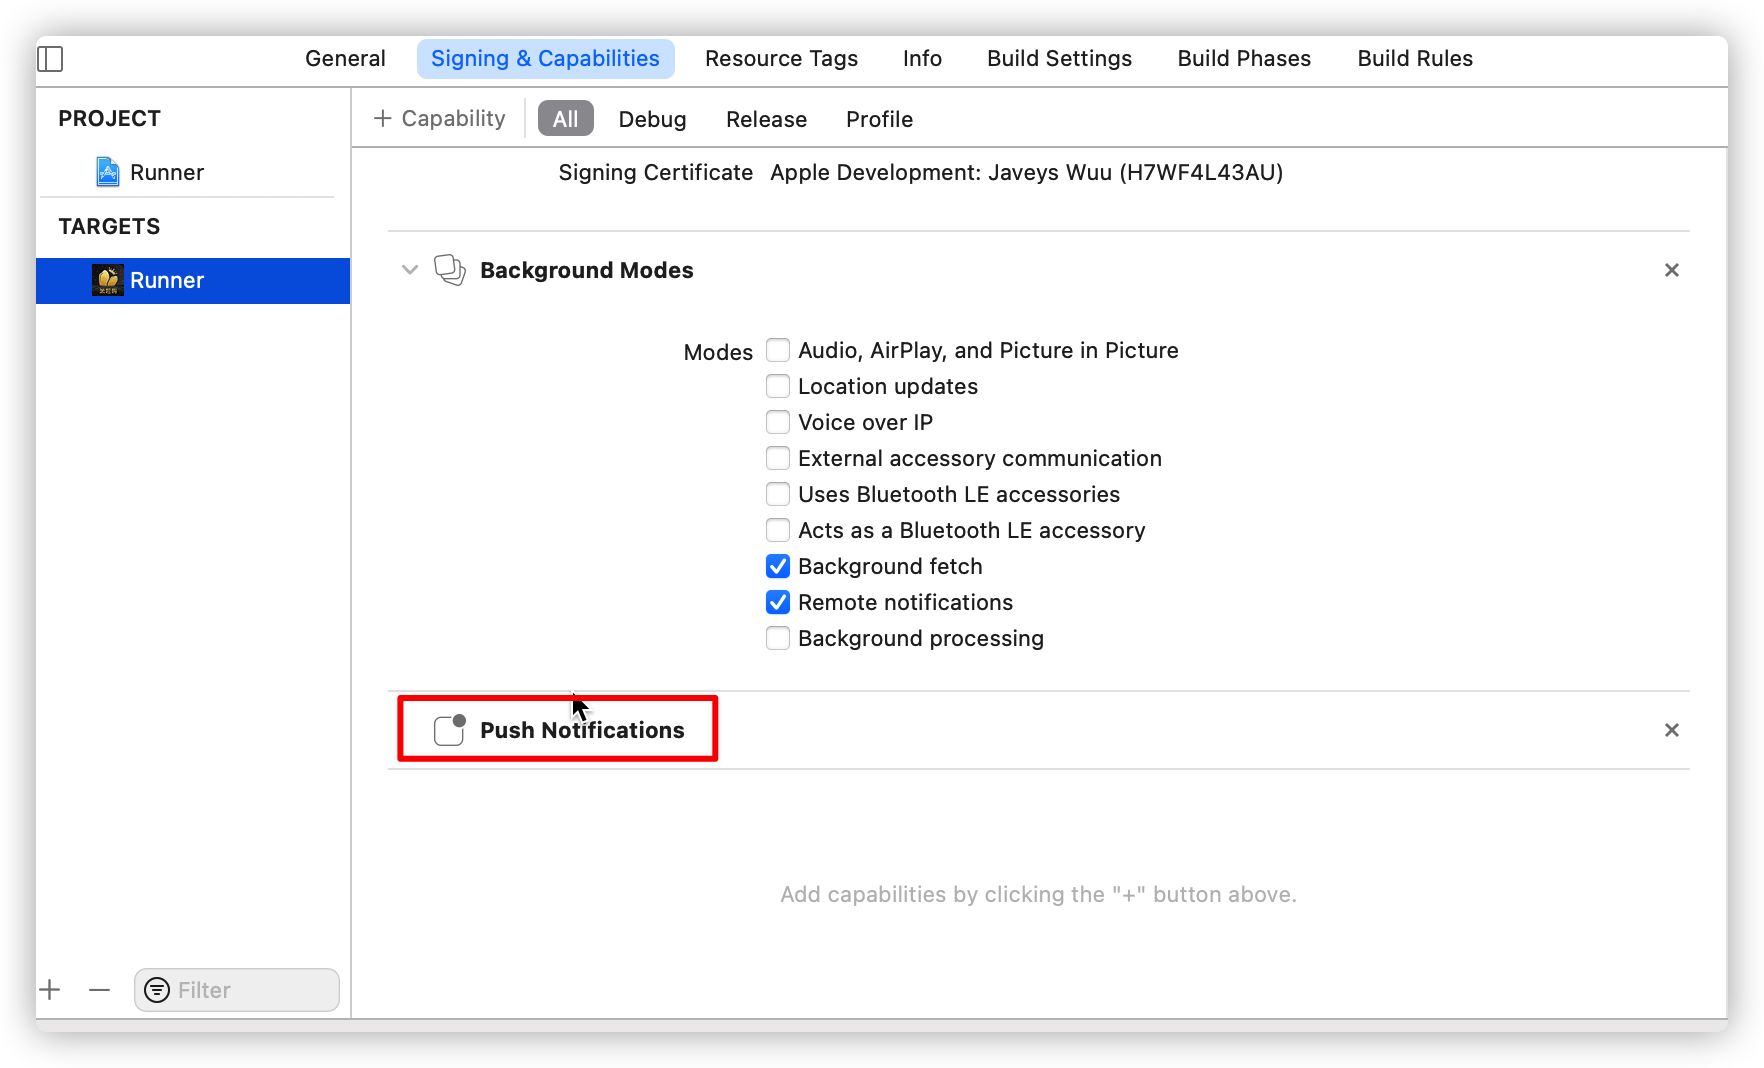 General Signing & Capabilities Resource Tags Info Build Settings Build Phases Build Rules
PROJECT
Runner
TARGETS
Runner
+ Capability All Debug Release Profile
Signing Certificate Apple Development: Javeys Wuu (H7WF4L43AU)
Background Modes
Modes
Audio, AirPlay, and Picture in Picture
Location updates
Voice over IP
External accessory communication
Uses Bluetooth LE accessories
Acts as a Bluetooth LE accessory
Background fetch
Remote notifications
Background processing
Push Notifications
Add capabilities by clicking the "+" button above.
Filter